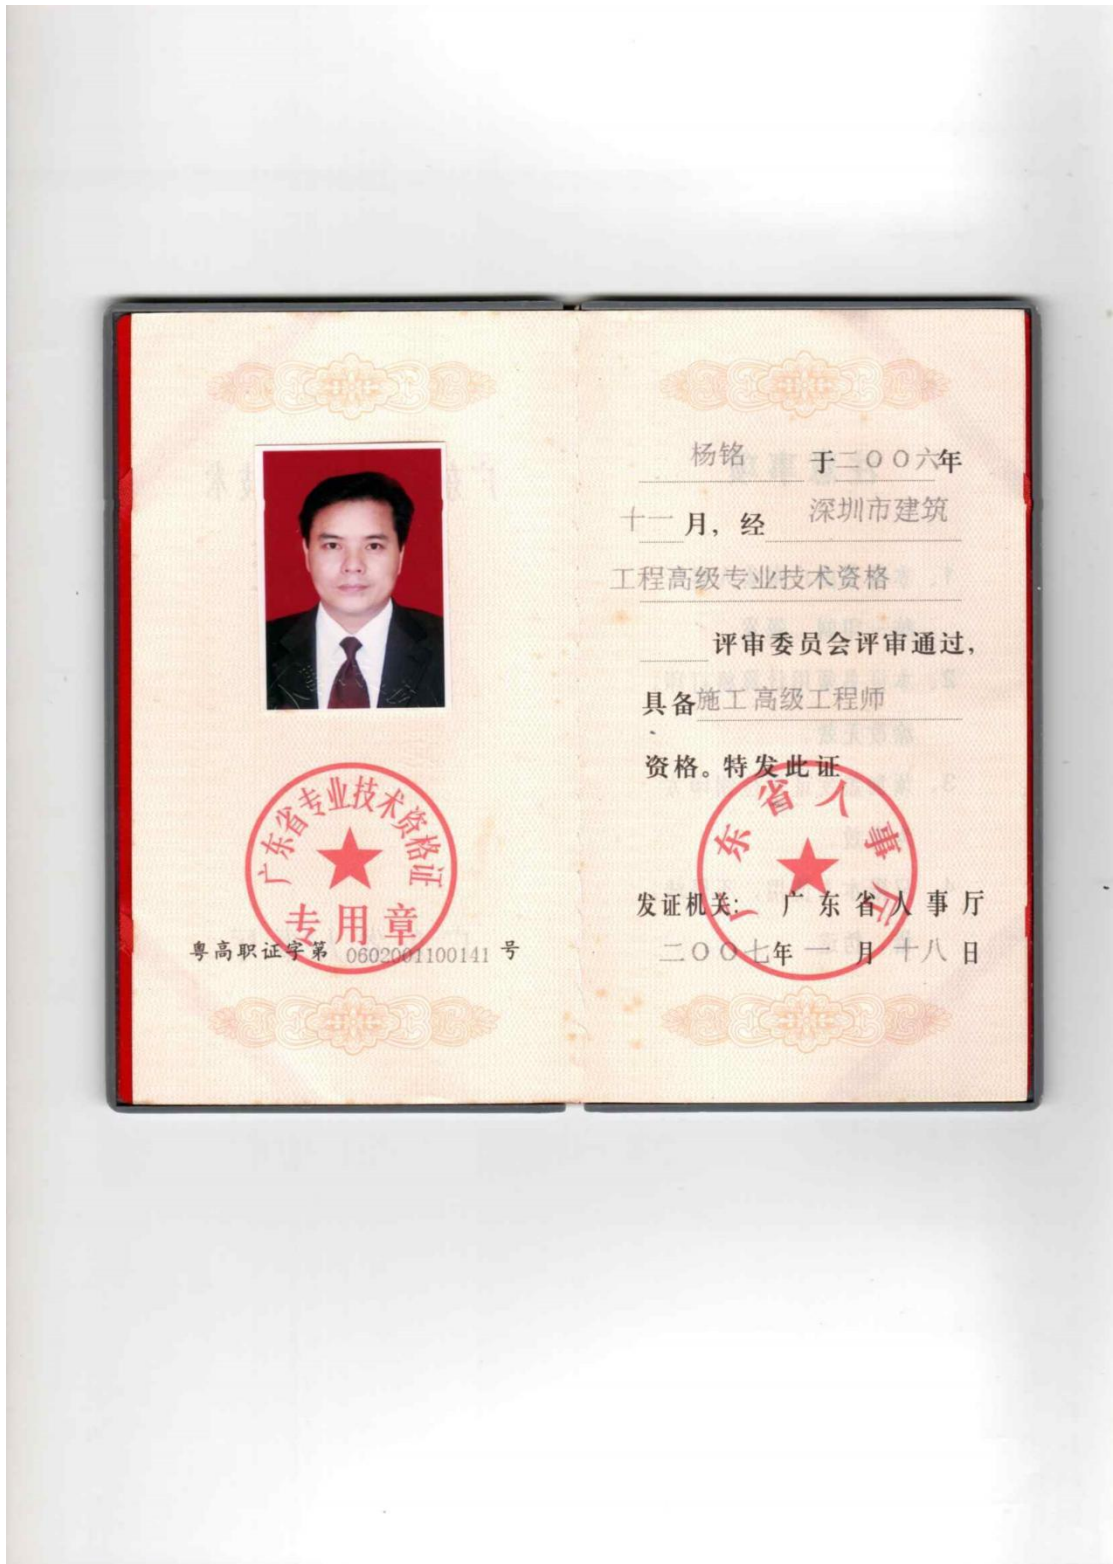 广东省专业技术资格证
专用章
粤高职证字第 0602001100141 号
杨铭 于二〇〇六年
十一月，经 深圳市建筑
工程高级专业技术资格
评审委员会评审通过，
具备施工高级工程师
资格。特发此证
广东省人事厅
发证机关：广东省人事厅
二〇〇七年一月十八日